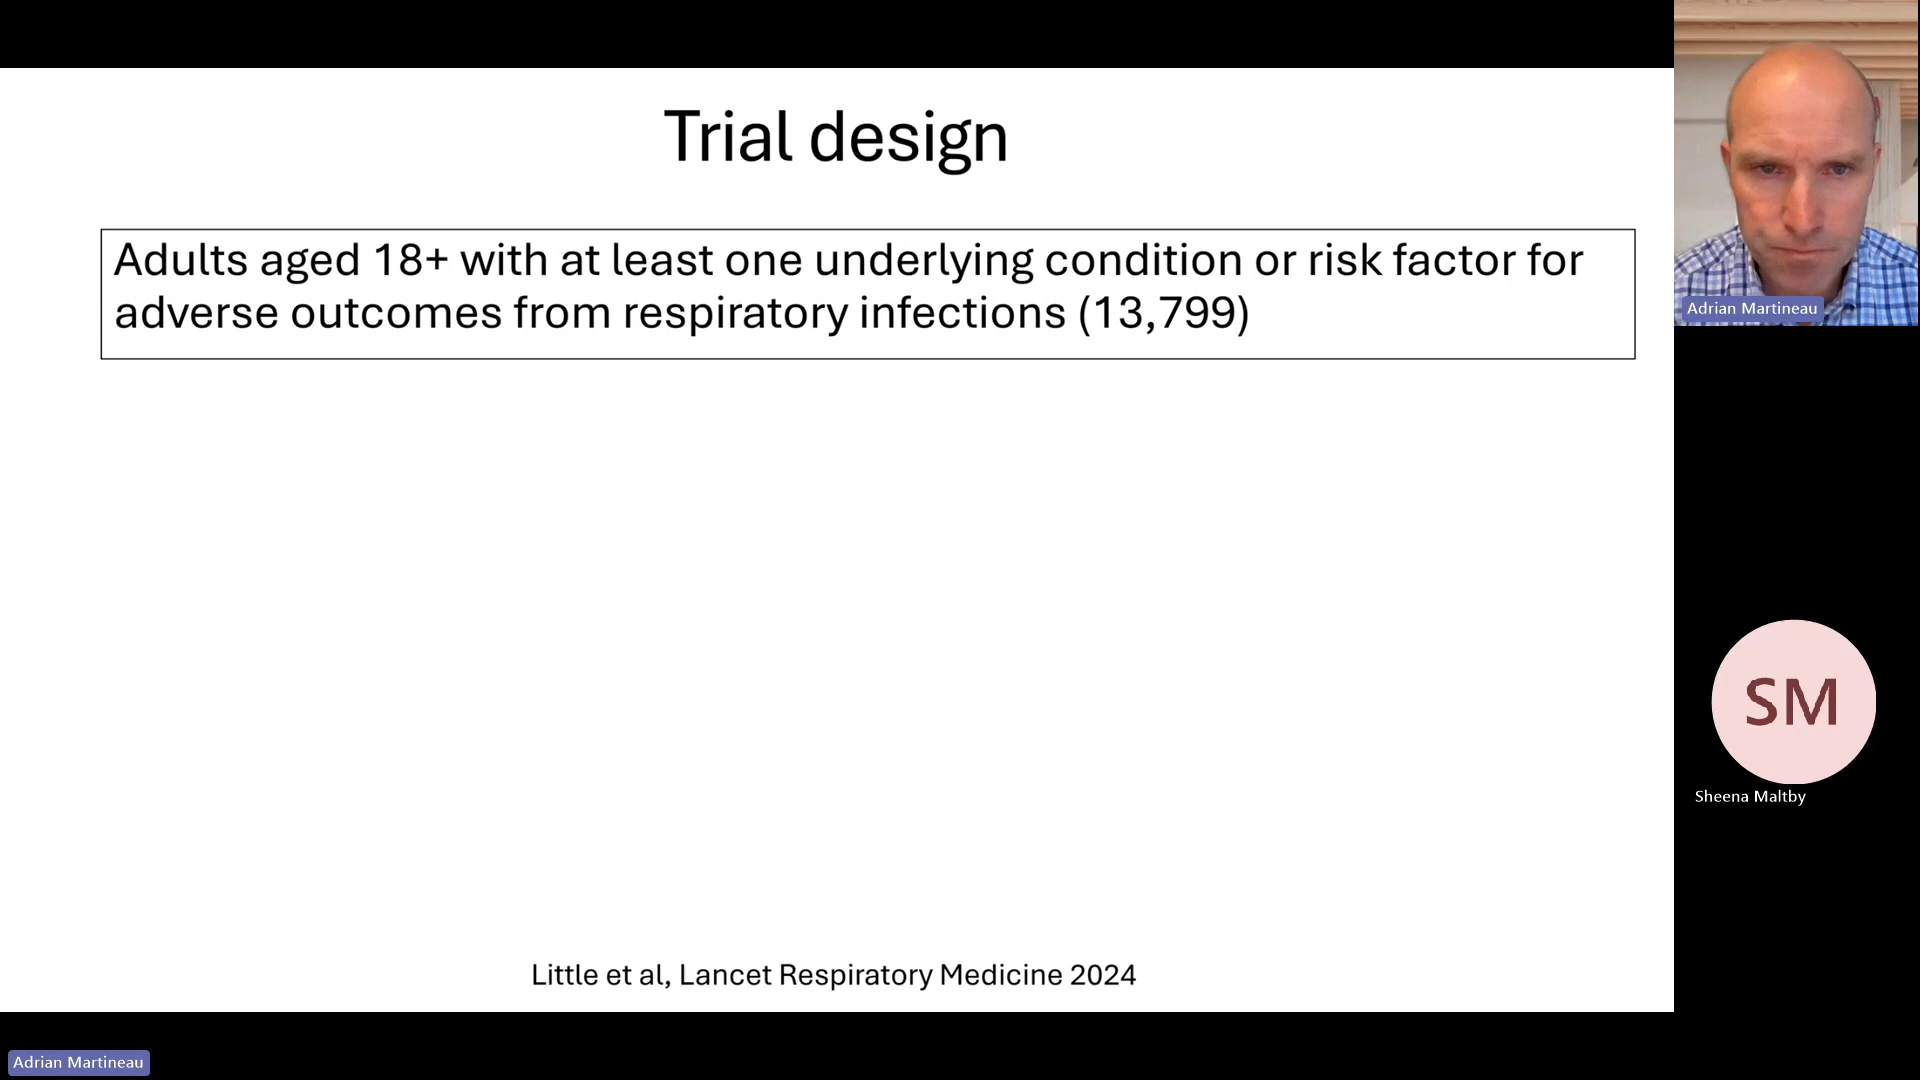 Trial design
Adults aged 18+ with at least one underlying condition or risk factor for
adverse outcomes from respiratory infections (13,799)
Little et al, Lancet Respiratory Medicine 2024
Adrian Martineau
SM
Sheena Maltby
Adrian Martineau